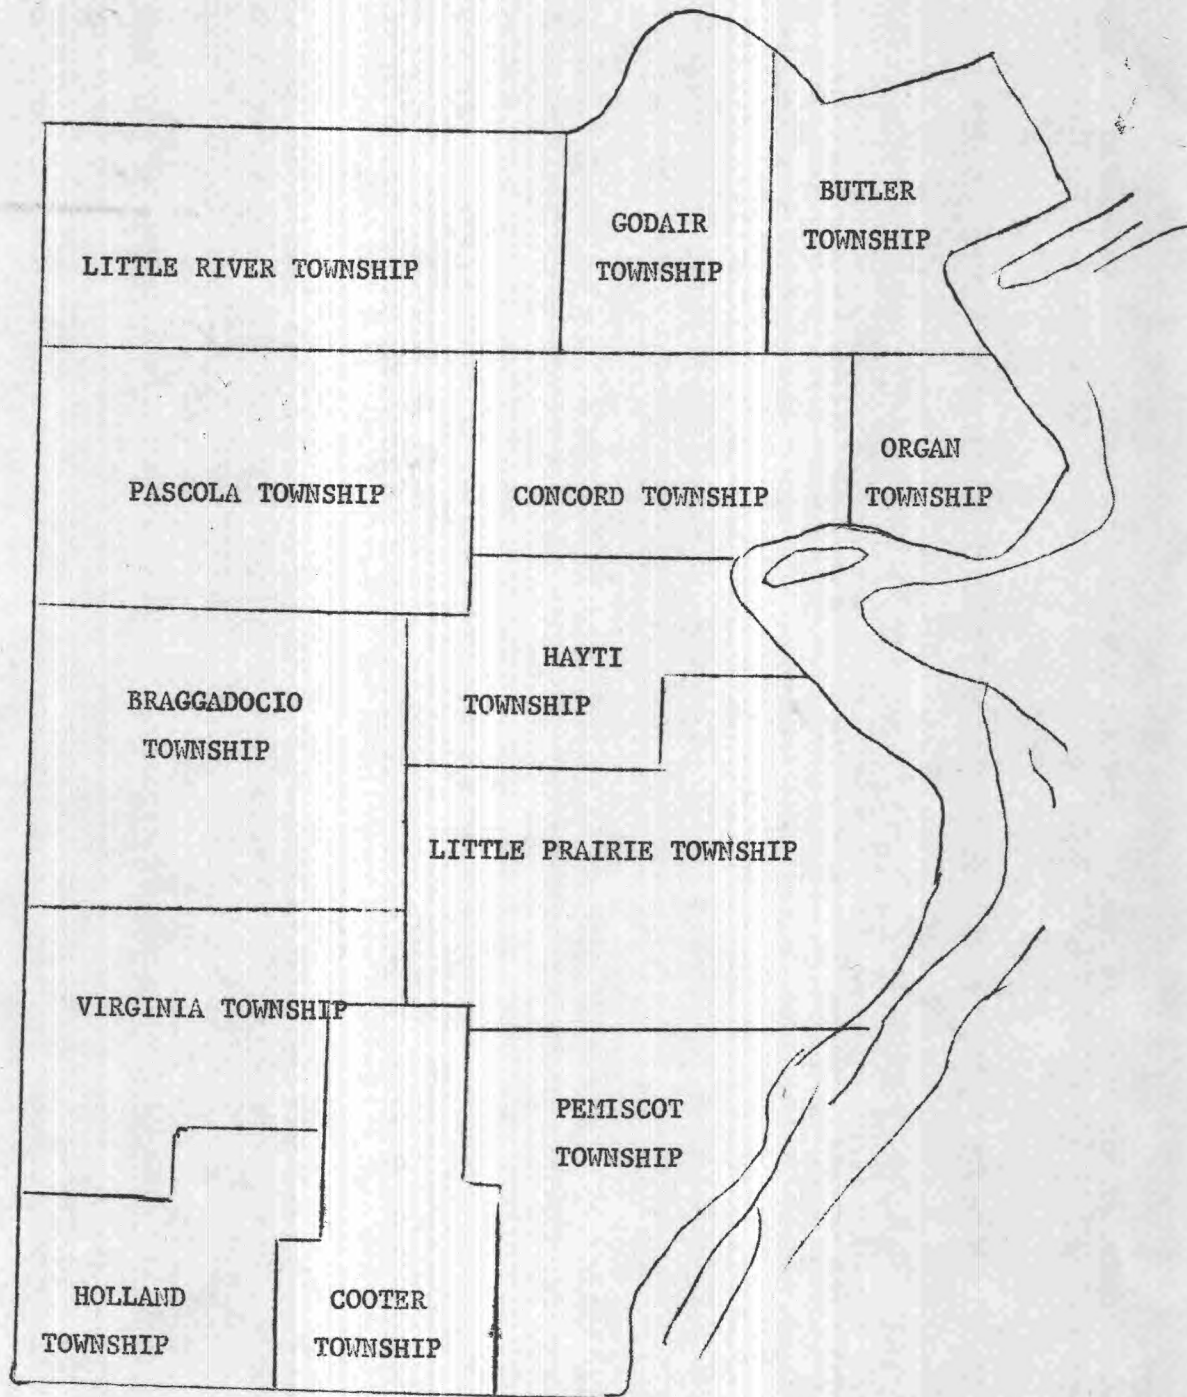 BUTLER
TOWNSHIP
GODAIR
TOWNSHIP
LITTLE RIVER TOWNSHIP
ORGAN
TOWNSHIP
PASCOLA TOWNSHIP
CONCORD TOWNSHIP
HAYTI
TOWNSHIP
BRAGGADOCIO
TOWNSHIP
LITTLE PRAIRIE TOWNSHIP
VIRGINIA TOWNSHIP
PEMISCOT
TOWNSHIP
HOLLAND
TOWNSHIP
COOTER
TOWNSHIP